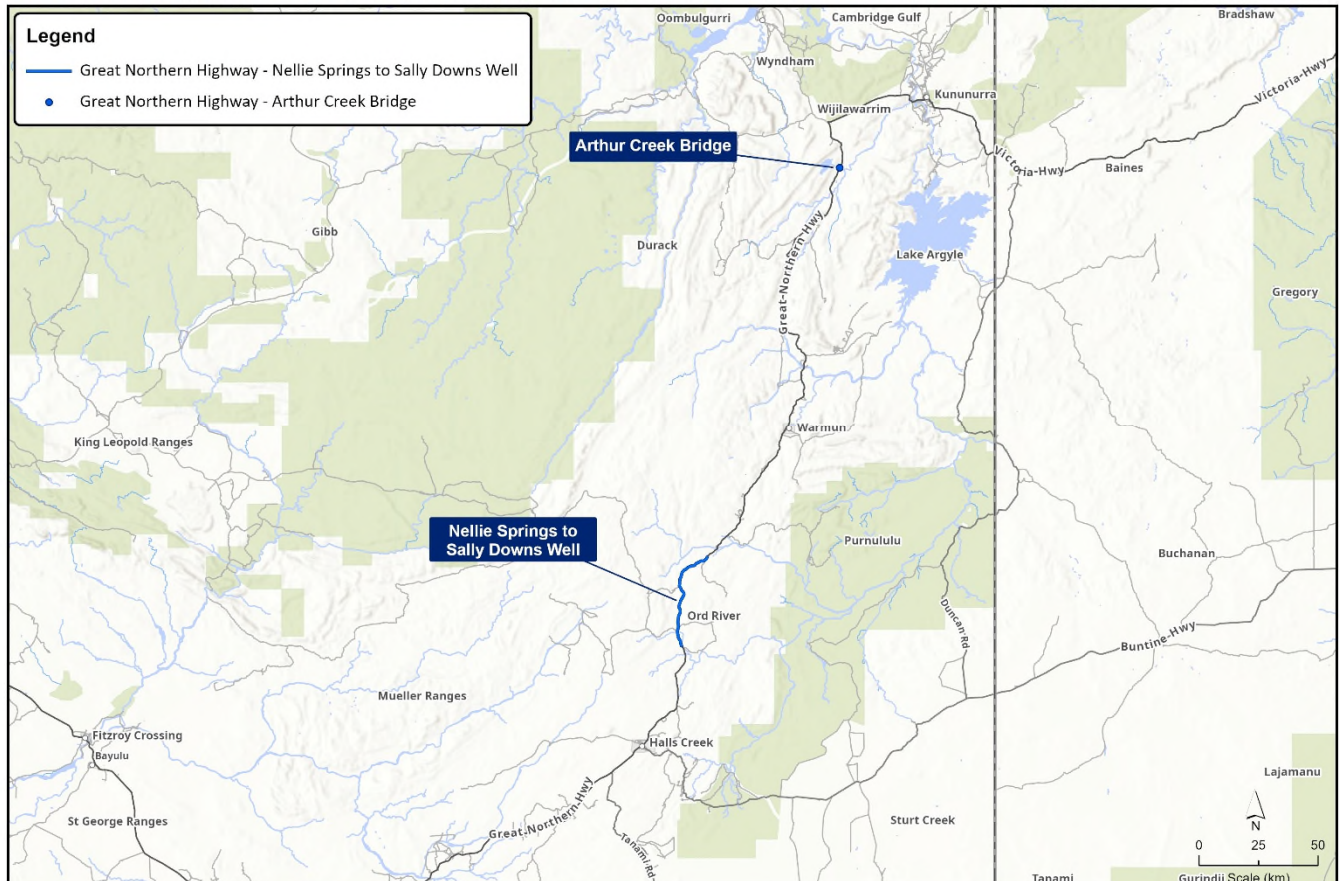 Legend
Great Northern Highway - Nellie Springs to Sally Downs Well
Great Northern Highway - Arthur Creek Bridge
Oombulgurri
Cambridge Gulf
Bradshaw
Wyndham
Victoria-Hwy
Kununurra
Wijilawarrim
Arthur Creek Bridge
Victoria-Hwy
Baines
Gibb
Durack
Great-Northern-Hwy
Lake Argyle
Gregory
Warmun
King Leopold Ranges
Nellie Springs to
Sally Downs Well
Purnululu
Buchanan
Ord River
Duncan-Rd
Buntine-Hwy
Mueller Ranges
Fitzroy Crossing
Bayulu
Halls Creek
Lajamanu
St George Ranges
Great-Northern-Hwy
Tanami-Rd
Sturt Creek
N
0 25 50
Scale (km)
Tanami
Gurindji